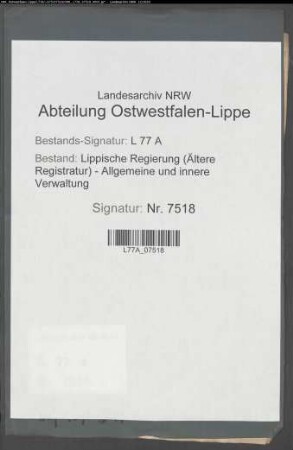 Landesarchiv NRW
Abteilung Ostwestfalen-Lippe
Bestands-Signatur: L 77 A
Bestand: Lippische Regierung (Ältere
Registratur) - Allgemeine und innere
Verwaltung
Signatur: Nr. 7518
L77A_07518